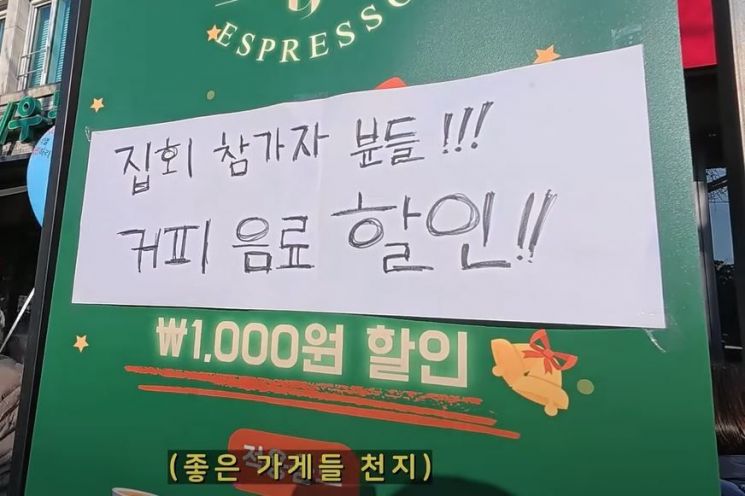 ESPRESSO
집회 참가자 분들!!!
커피 음료 할인!!
₩1,000원 할인
(좋은 가게들 천지)